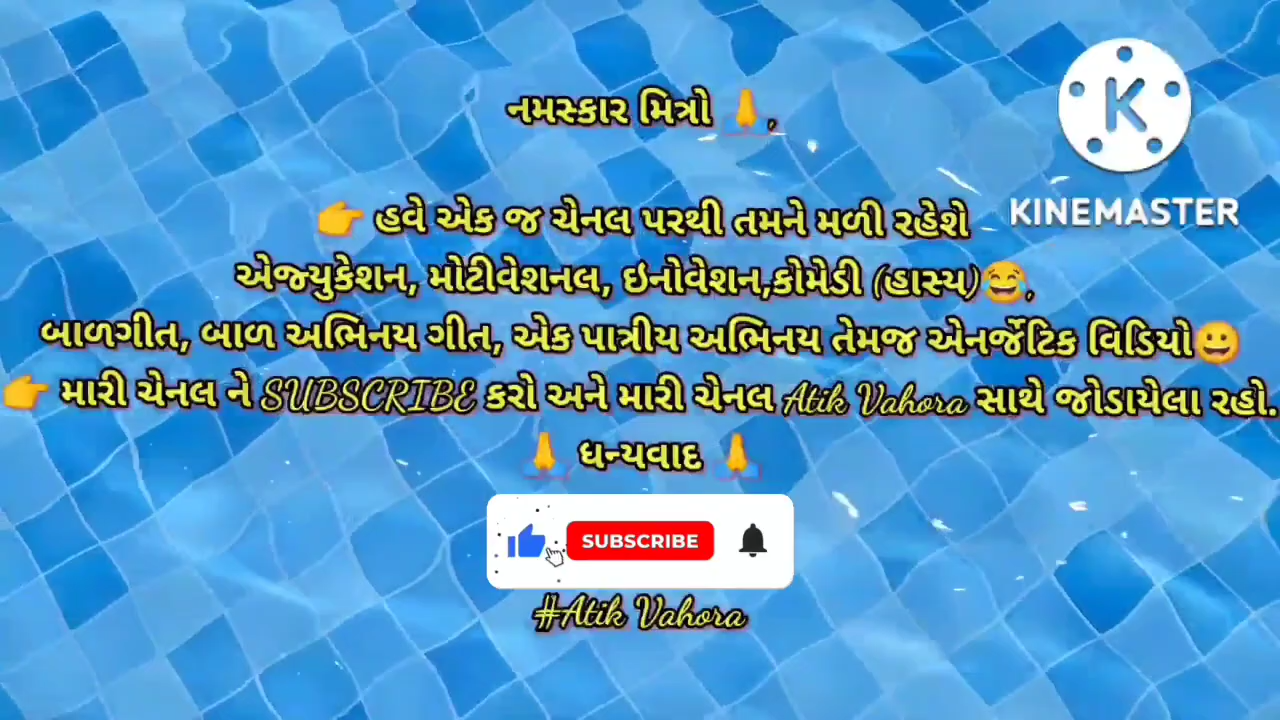 નમસ્કાર મિત્રો 🙏,
KINEMASTER
👉 હવે એક જ ચેનલ પરથી તમને મળી રહેશે
એજ્યુકેશન, મોટીવેશનલ, ઇનોવેશન,કોમેડી (હાસ્ય)😂,
બાળગીત, બાળ અભિનય ગીત, એક પાત્રીય અભિનય તેમજ એનર્જેટિક વિડિયો😀
👉 મારી ચેનલ ને SUBSCRIBE કરો અને મારી ચેનલ Atik Vahora સાથે જોડાયેલા રહો.
🙏 ધન્યવાદ 🙏
SUBSCRIBE
#Atik Vahora